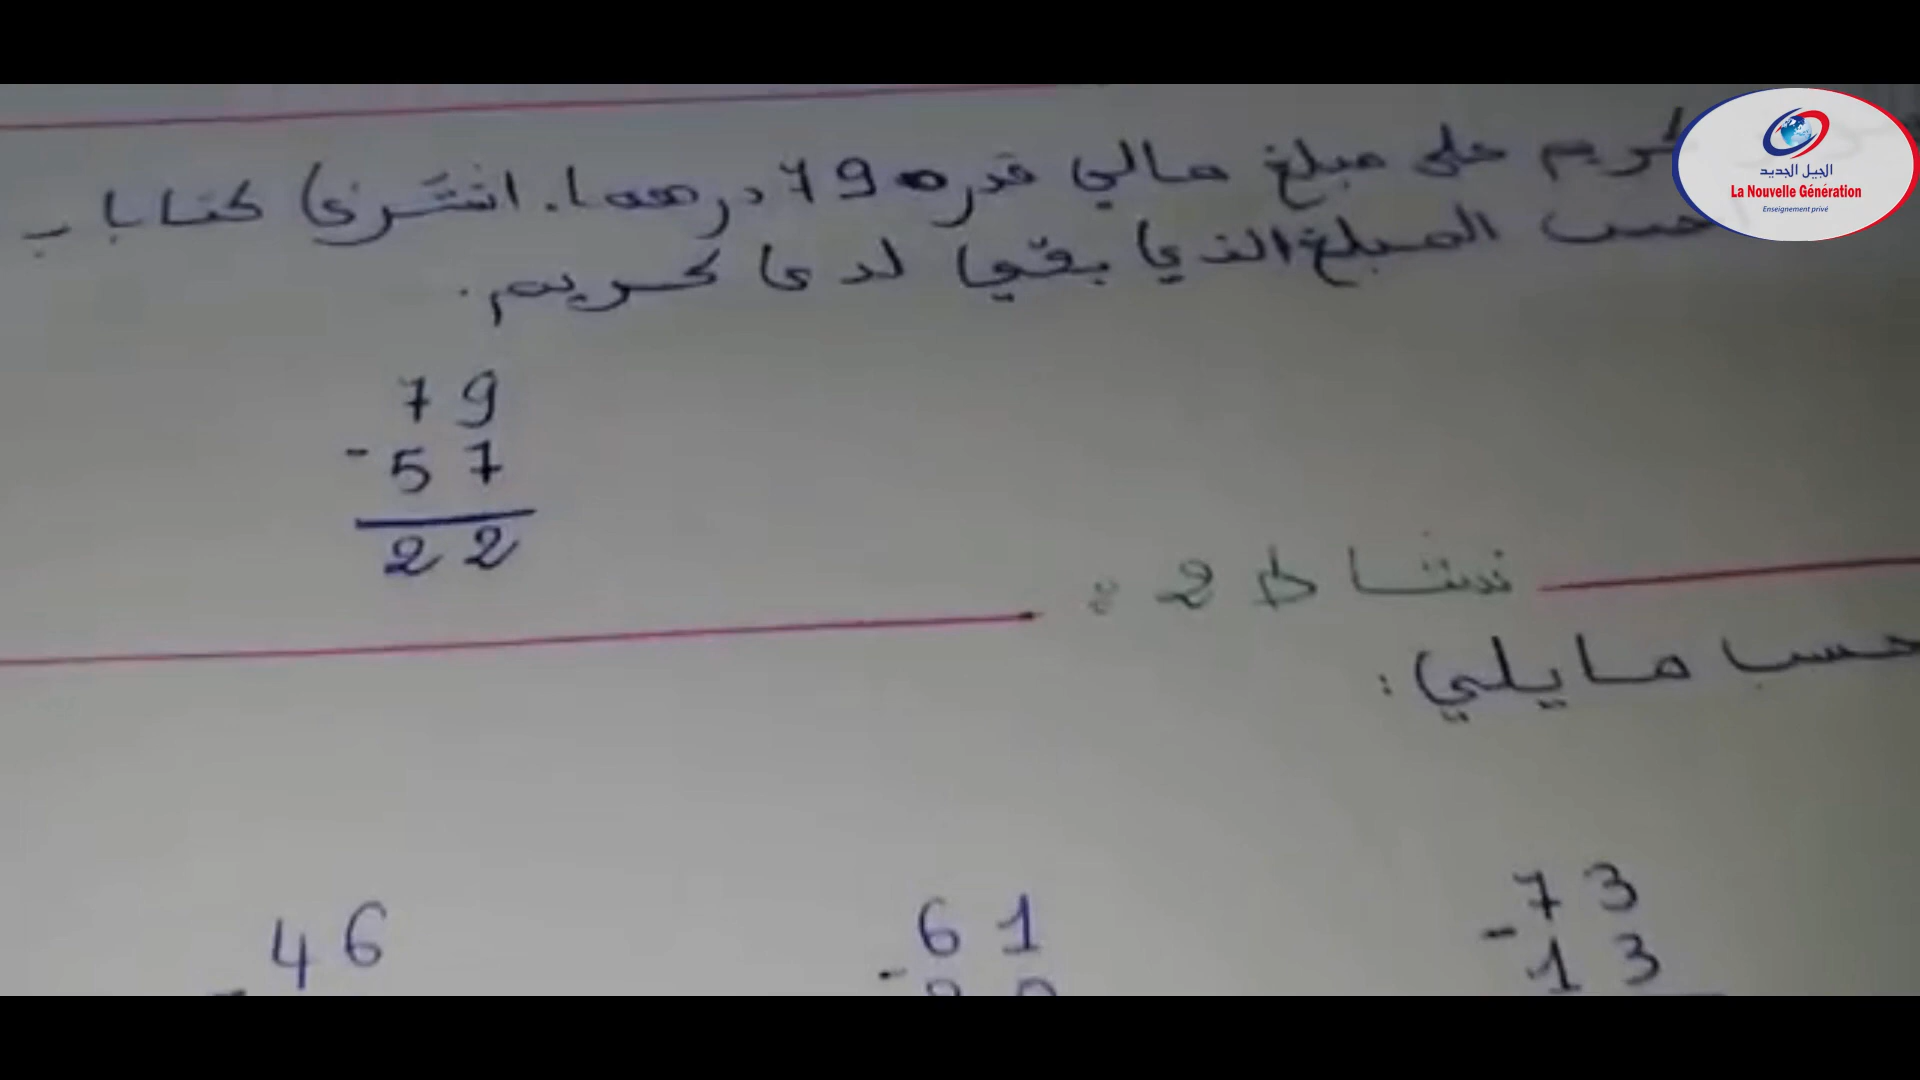 كريم على مبلغ مالي قدره 79 درهما. اشترى كتابا ب
المبلغ الذي بقي لدى كريم.
79
- 57
22
نشاط 2 :
حسب ما يلي :
46
-
61
-
73
- 13
الجيل الجديد
La Nouvelle Génération
Enseignement privé